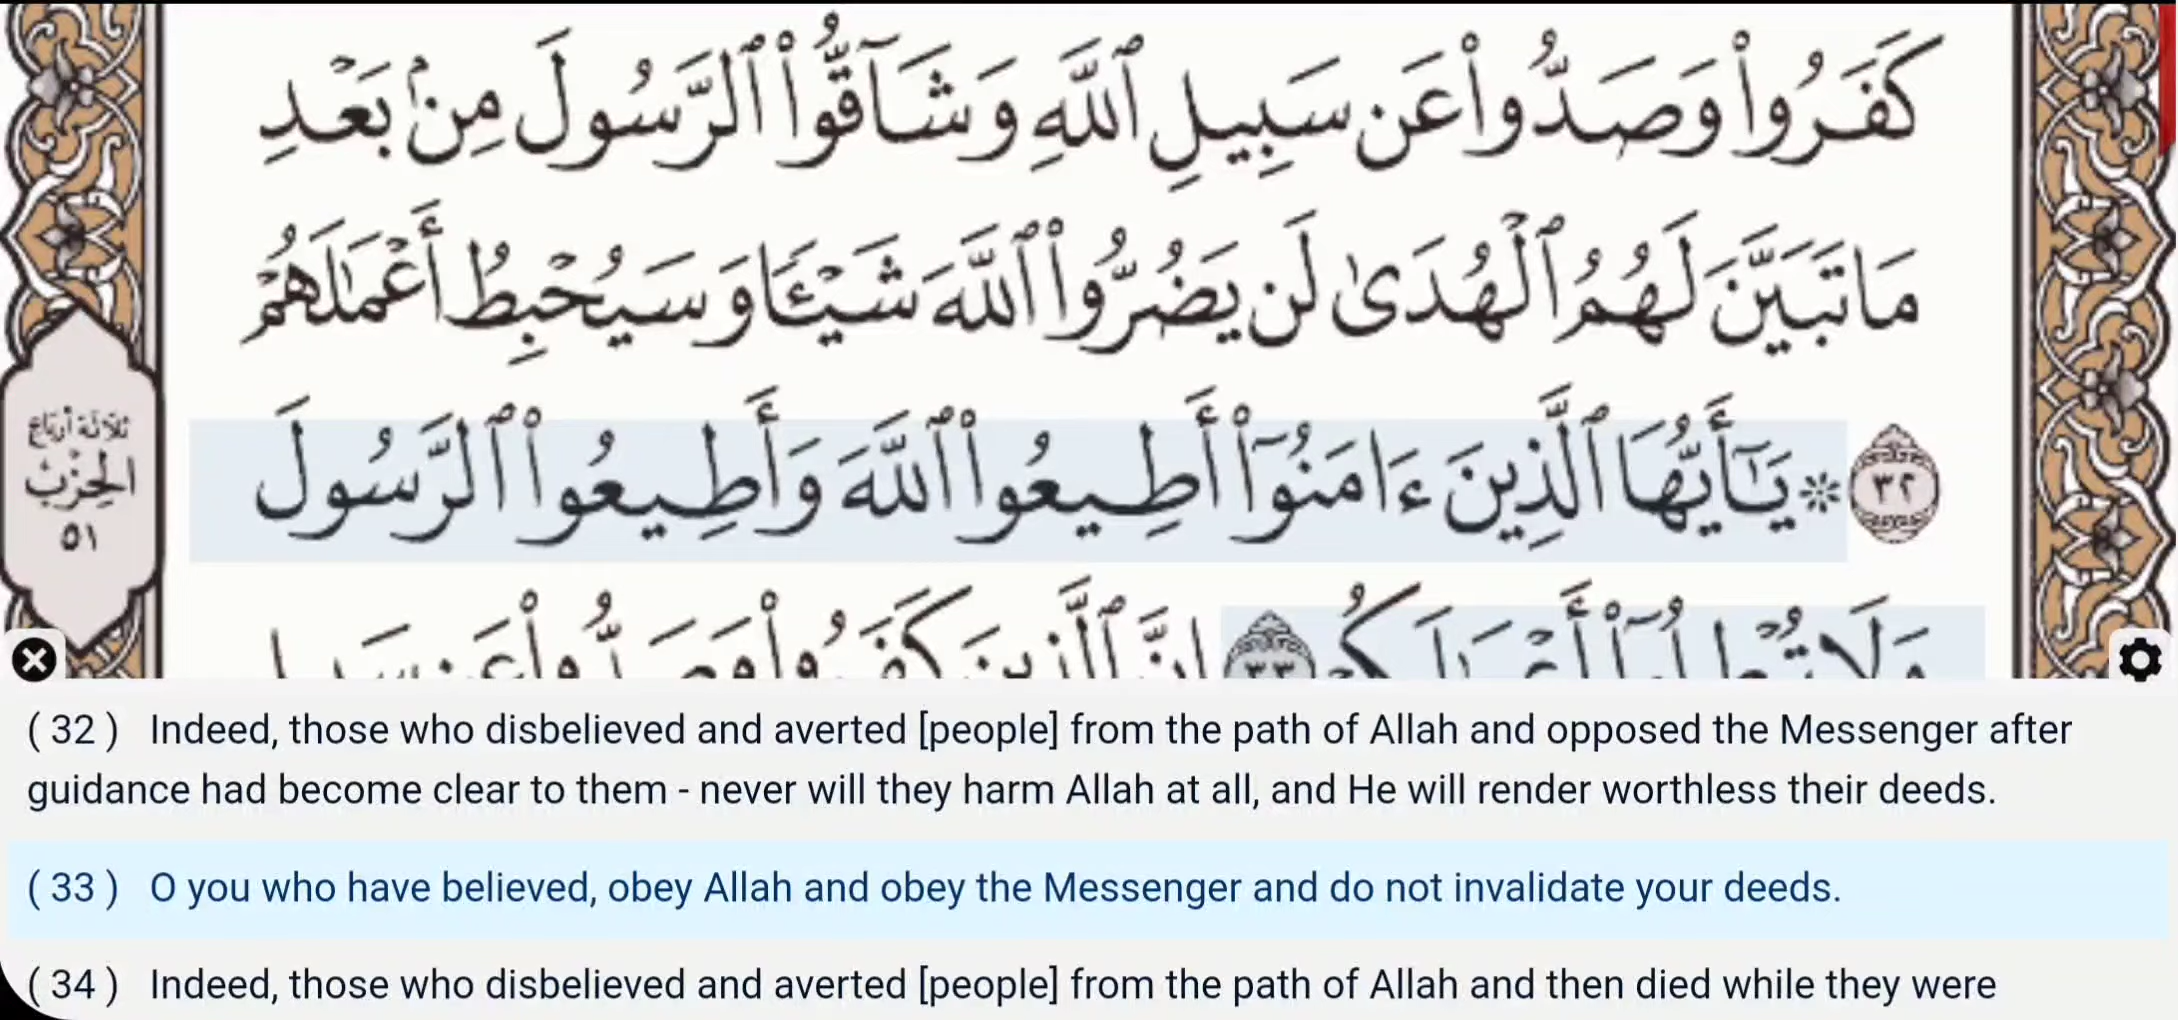 كَفَرُواْ وَصَدُّواْ عَن سَبِيلِ ٱللَّهِ وَشَآقُّواْ ٱلرَّسُولَ مِنۢ بَعْدِ
مَا تَبَيَّنَ لَهُمُ ٱلْهُدَىٰ لَن يَضُرُّواْ ٱللَّهَ شَيْـًٔا وَسَيُحْبِطُ أَعْمَٰلَهُمْ
٣٢ ۞ يَٰٓأَيُّهَا ٱلَّذِينَ ءَامَنُوٓاْ أَطِيعُواْ ٱللَّهَ وَأَطِيعُواْ ٱلرَّسُولَ
وَلَا تُبْطِلُوٓاْ أَعْمَٰلَكُمْ ٣٣ إِنَّ ٱلَّذِينَ كَفَرُواْ وَصَدُّواْ عَن
ثلاثة أرباع
الحزب
٥١
( 32 ) Indeed, those who disbelieved and averted [people] from the path of Allah and opposed the Messenger after
guidance had become clear to them - never will they harm Allah at all, and He will render worthless their deeds.
( 33 ) O you who have believed, obey Allah and obey the Messenger and do not invalidate your deeds.
( 34 ) Indeed, those who disbelieved and averted [people] from the path of Allah and then died while they were